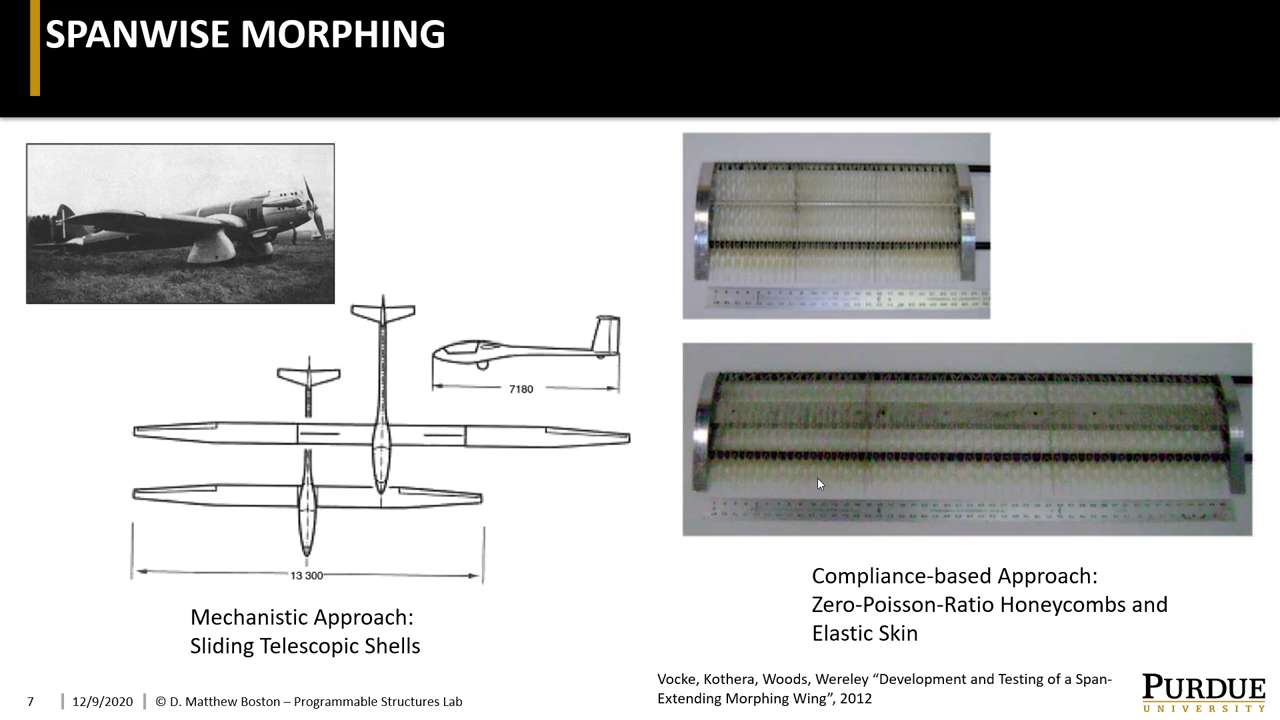 SPANWISE MORPHING
7180
13 300
Mechanistic Approach:
Sliding Telescopic Shells
Compliance-based Approach:
Zero-Poisson-Ratio Honeycombs and
Elastic Skin
Vocke, Kothera, Woods, Wereley “Development and Testing of a Span-
Extending Morphing Wing”, 2012
7
12/9/2020
© D. Matthew Boston – Programmable Structures Lab
PURDUE
UNIVERSITY